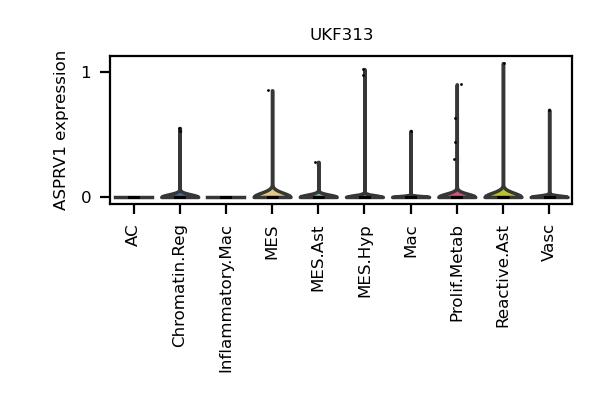 UKF313
ASPRV1 expression
1
0
AC
Chromatin.Reg
Inflammatory.Mac
MES
MES.Ast
MES.Hyp
Mac
Prolif.Metab
Reactive.Ast
Vasc